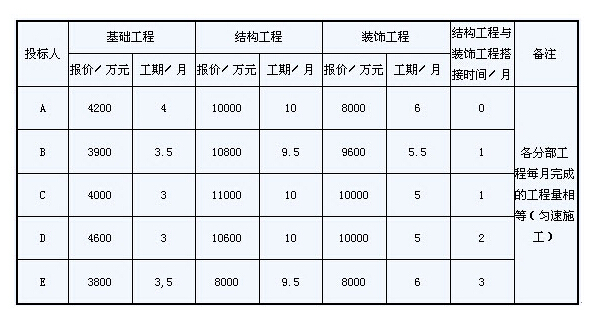 投标人 基础工程 结构工程 装饰工程 结构工程与装饰工程搭接时间/月 备注
报价/万元 工期/月 报价/万元 工期/月 报价/万元 工期/月
A 4200 4 10000 10 8000 6 0
B 3900 3.5 10800 9.5 9600 5.5 1
C 4000 3 11000 10 10000 5 1
D 4600 3 10600 10 10000 5 2
E 3800 3,5 8000 9.5 8000 6 3
各分部工
程每月完成
的工程量相
等(匀速施
工)